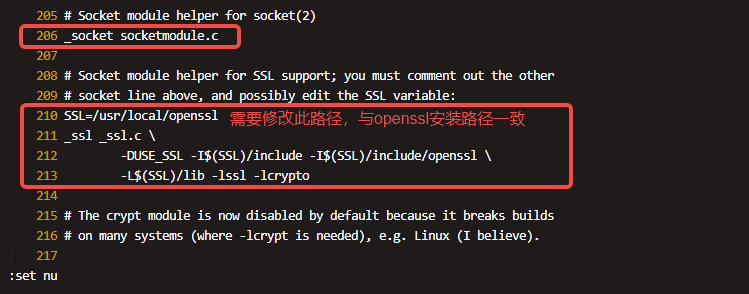 205 # Socket module helper for socket(2)
206 _socket socketmodule.c
207
208 # Socket module helper for SSL support; you must comment out the other
209 # socket line above, and possibly edit the SSL variable:
210 SSL=/usr/local/openssl 需要修改此路径，与openssl安装路径一致
211 _ssl _ssl.c \
212         -DUSE_SSL -I$(SSL)/include -I$(SSL)/include/openssl \
213         -L$(SSL)/lib -lssl -lcrypto
214
215 # The crypt module is now disabled by default because it breaks builds
216 # on many systems (where -lcrypt is needed), e.g. Linux (I believe).
217
:set nu